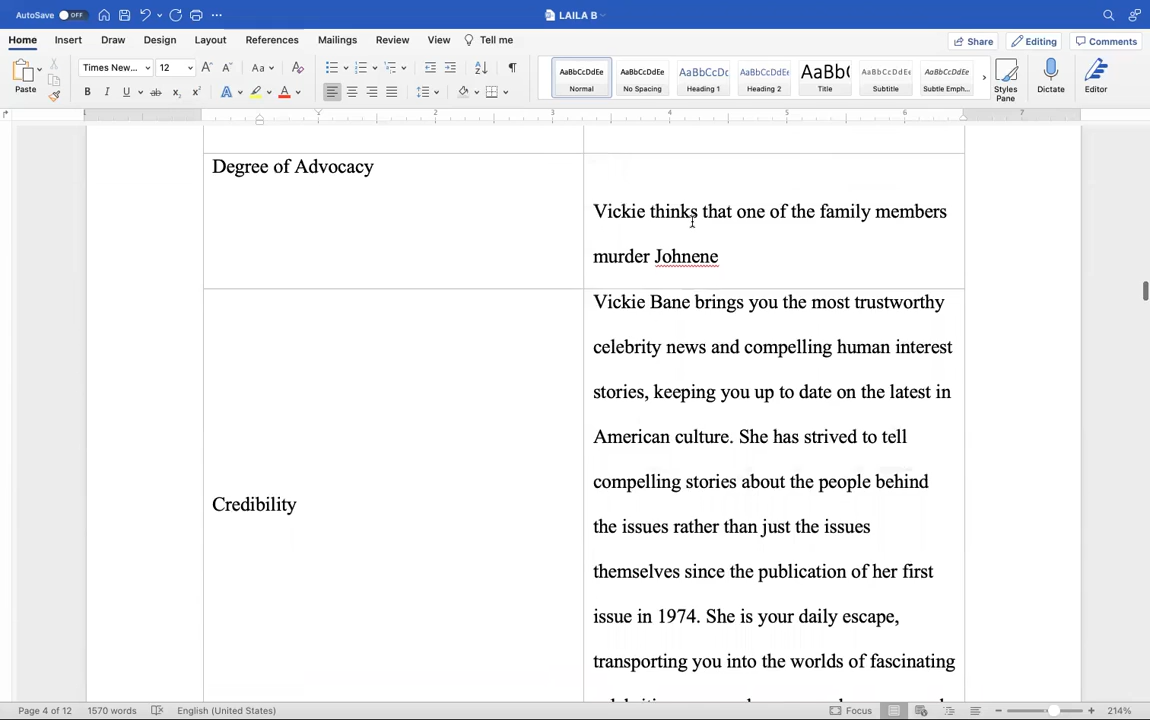 AutoSave OFF
LAILA B
Home Insert Draw Design Layout References Mailings Review View Tell me
Share Editing Comments
Paste
Times New... 12
AaBbCcDdEe AaBbCcDdEe AaBbCcDc AaBbCcDdEe AaBb( AaBbCcDdEe AaBbCcDdEe
Normal No Spacing Heading 1 Heading 2 Title Subtitle Subtle Emph...
Styles Pane
Dictate
Editor
1 2 3 4 5 6 7
Degree of Advocacy
Vickie thinks that one of the family members
murder Johnene
Credibility
Vickie Bane brings you the most trustworthy
celebrity news and compelling human interest
stories, keeping you up to date on the latest in
American culture. She has strived to tell
compelling stories about the people behind
the issues rather than just the issues
themselves since the publication of her first
issue in 1974. She is your daily escape,
transporting you into the worlds of fascinating
Page 4 of 12 1570 words English (United States) Focus 214%